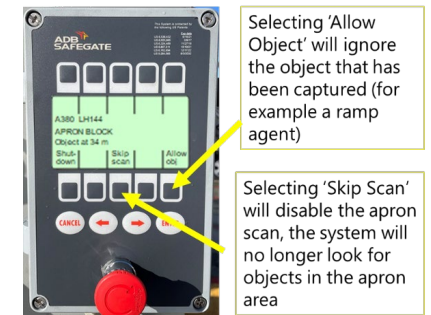 ADB
SAFEGATE
A380 LH144
APRON BLOCK
Object at 34 m
Shut- Skip Allow
down scan obj
CANCEL
Selecting ‘Allow
Object’ will ignore
the object that has
been captured (for
example a ramp
agent)
Selecting ‘Skip Scan’
will disable the apron
scan, the system will
no longer look for
objects in the apron
area